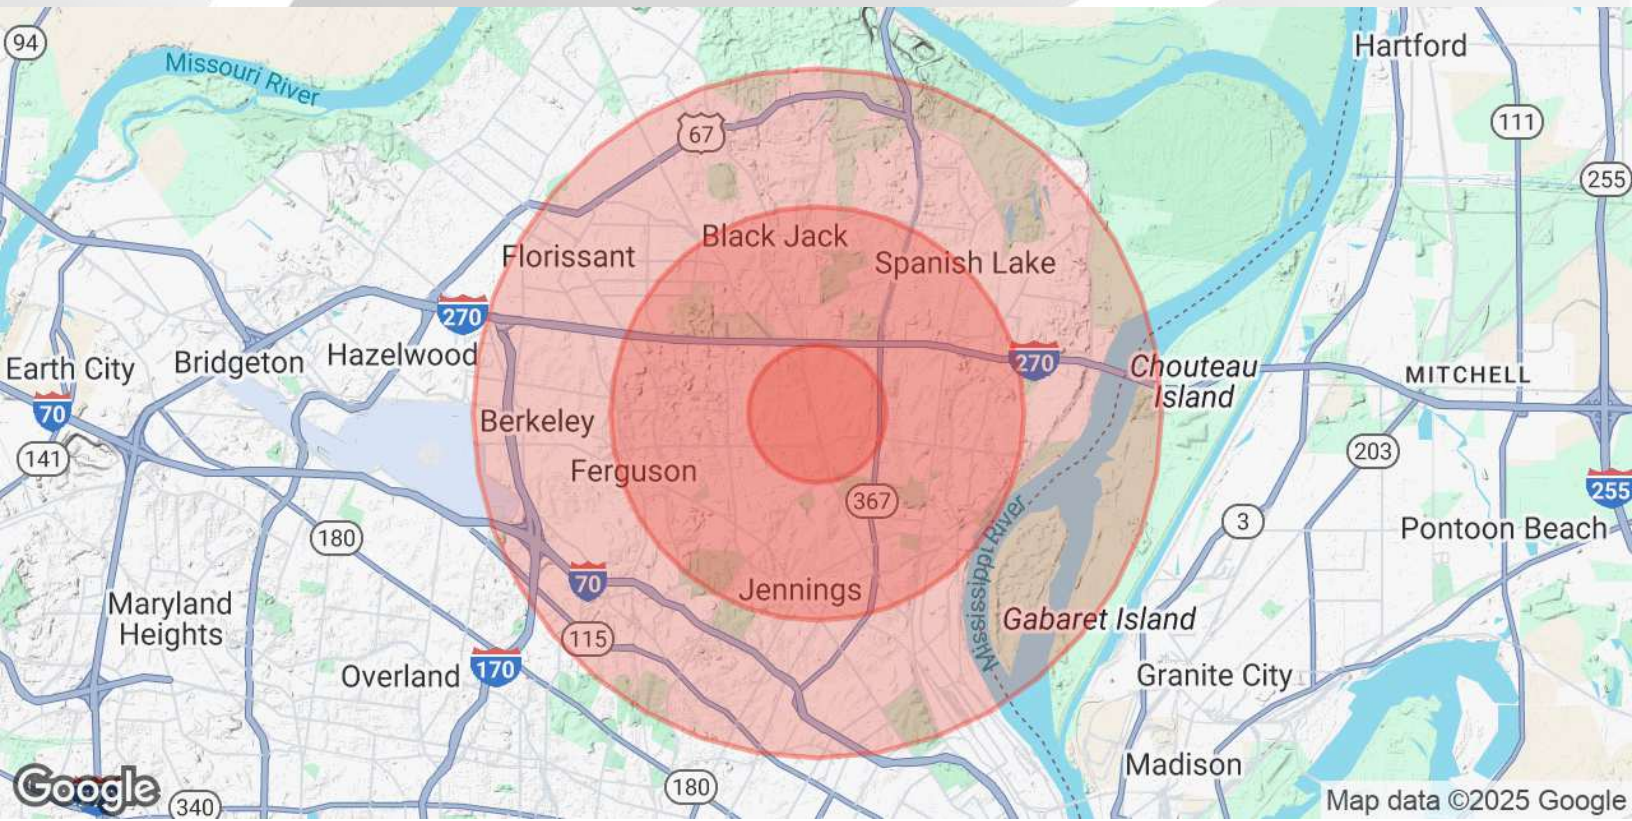 94
Missouri River
Hartford
67
111
255
Black Jack
Florissant
Spanish Lake
270
Earth City
Bridgeton
Hazelwood
270
Chouteau
Island
MITCHELL
70
Berkeley
141
Ferguson
203
367
255
3
180
Mississippi River
Pontoon Beach
70
Jennings
Maryland
Heights
115
Gabaret Island
Overland
170
Granite City
Madison
Google
340
180
Map data ©2025 Google